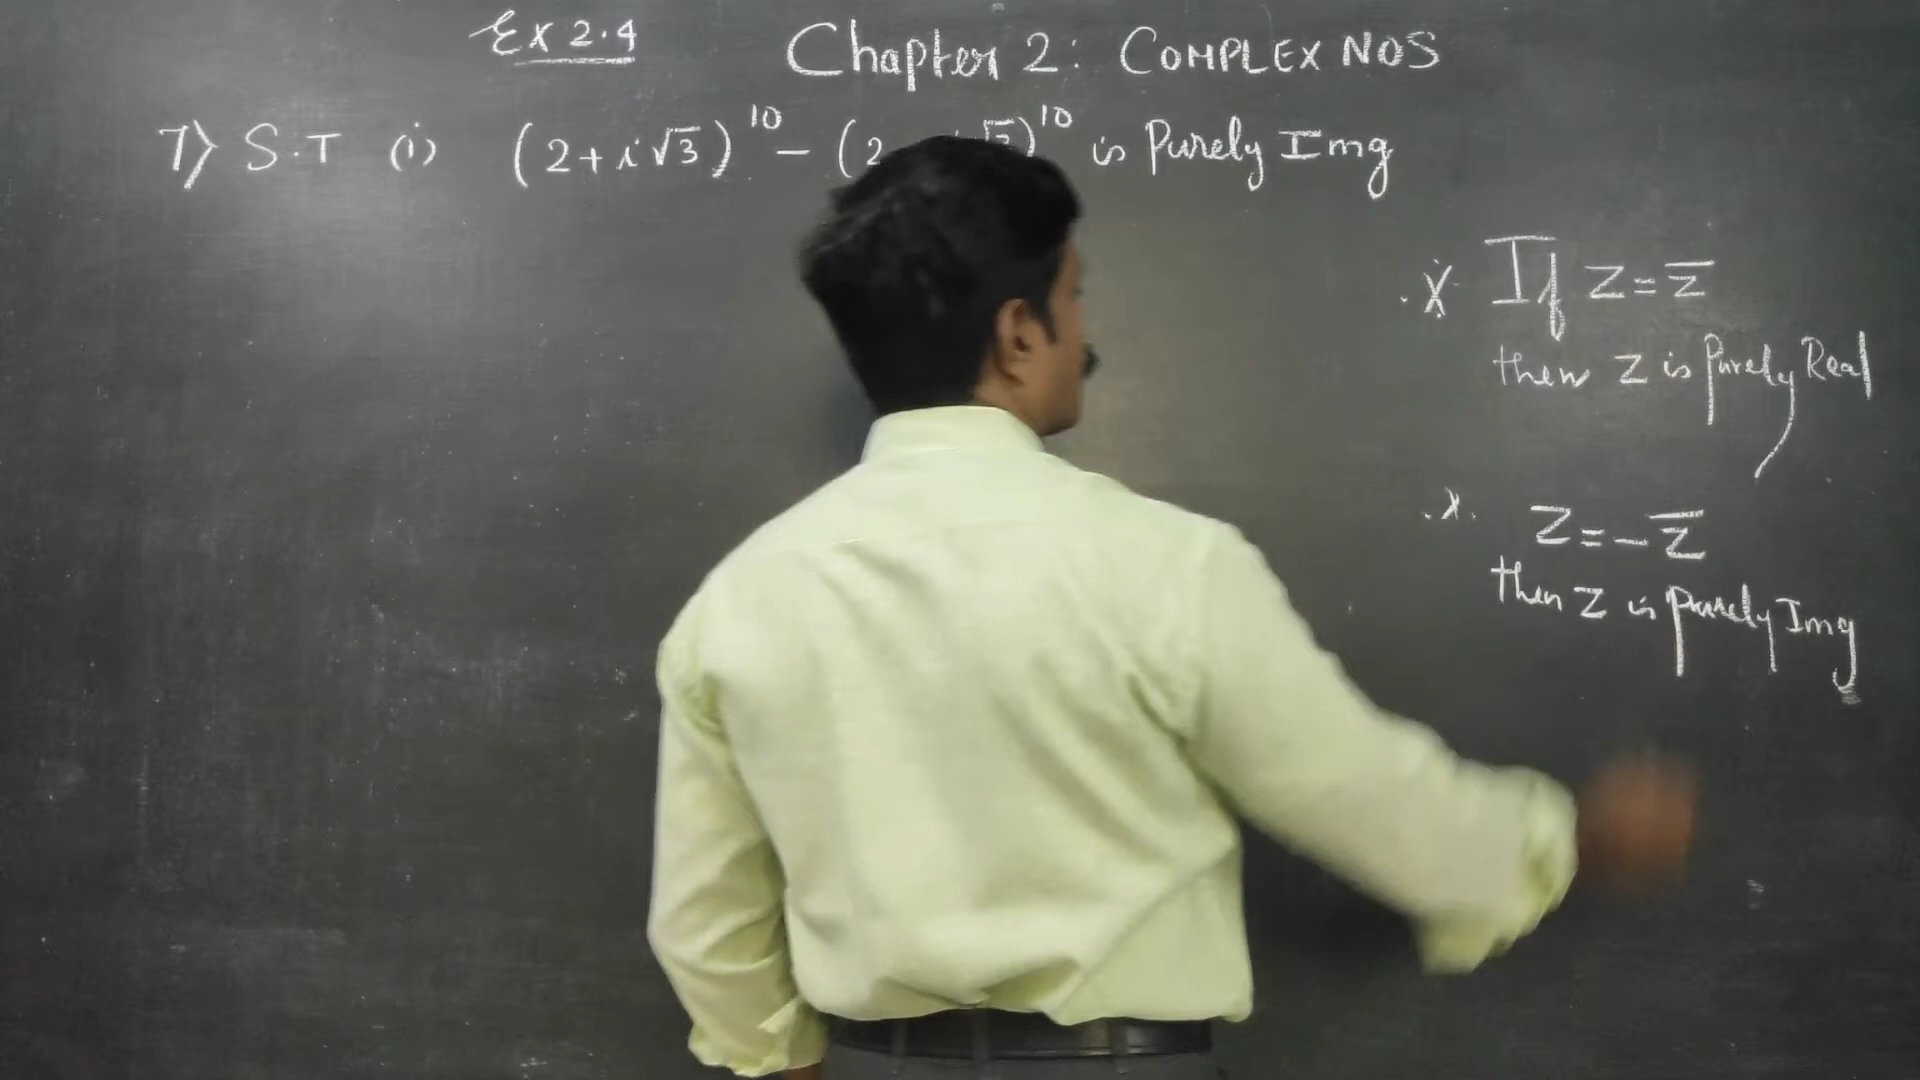 Ex 2.4
Chapter 2: COMPLEX NOS
7) S.T (i) (2+i√3)¹⁰ – (2 √3)¹⁰ is Purely Img
If Z = z̅
then Z is Purely Real
Z = – z̅
then Z is purely Img